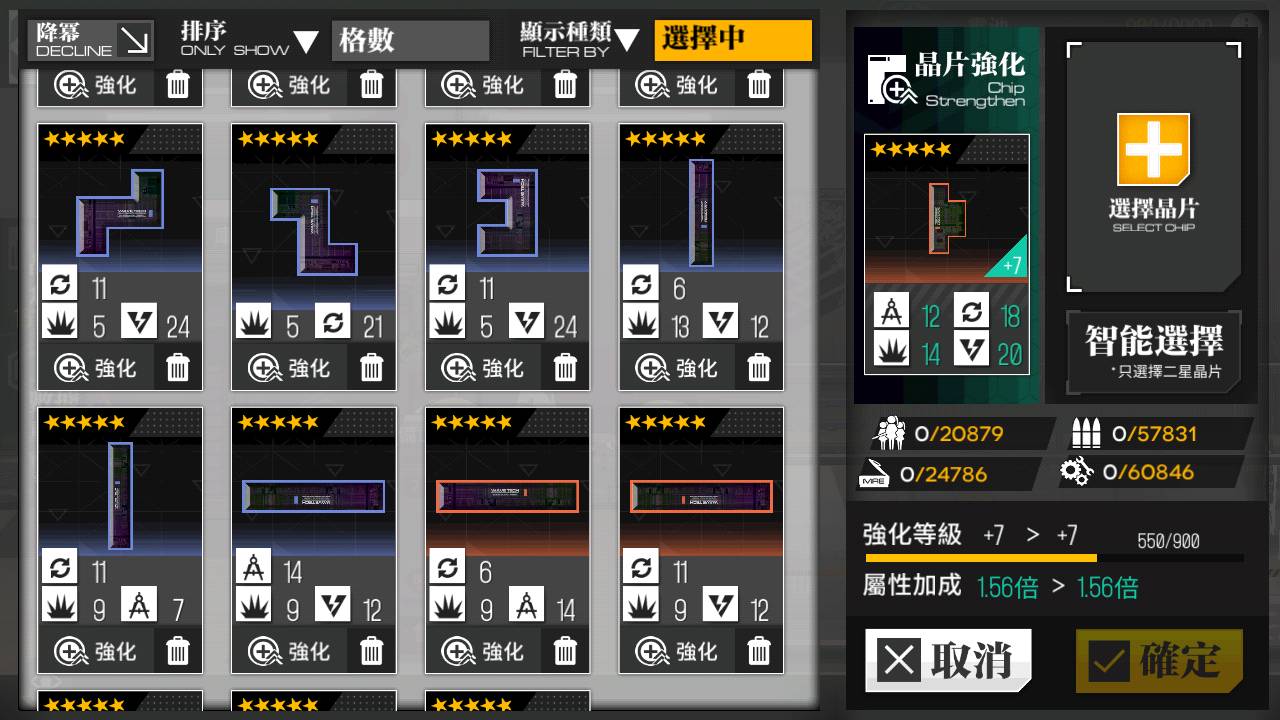 降冪
DECLINE
排序
ONLY SHOW
格數
顯示種類
FILTER BY
選擇中
強化
強化
強化
強化
11
5
24
強化
5
21
強化
11
5
24
強化
6
13
12
強化
11
9
7
強化
14
9
12
強化
6
9
14
強化
11
9
12
強化
晶片強化
Chip
Strengthen
+7
12
18
14
20
選擇晶片
SELECT CHIP
智能選擇
*只選擇二星晶片
0/20879
0/57831
MRE
0/24786
0/60846
強化等級 +7 > +7 550/900
屬性加成 1.56倍 > 1.56倍
取消
確定